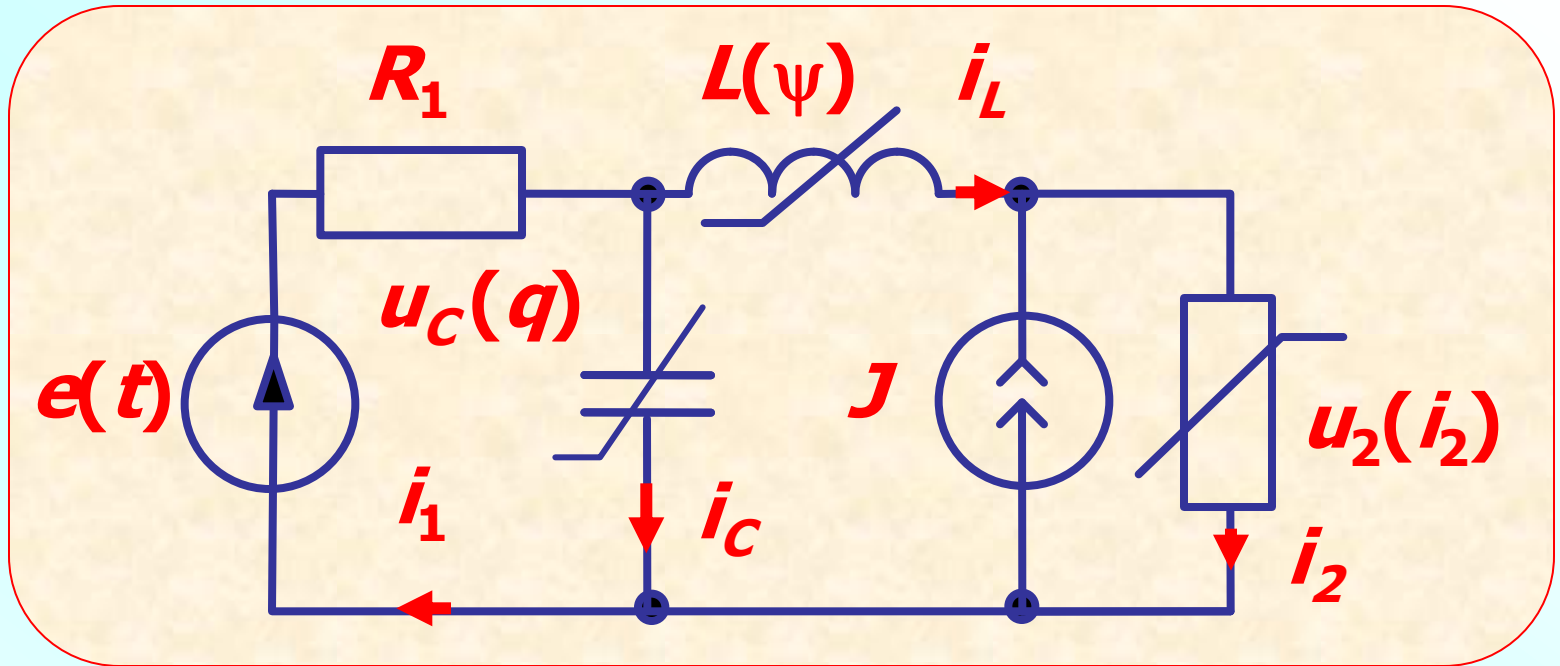 R1
L(ψ)
iL
uC(q)
e(t)
J
u2(i2)
i1
iC
i2